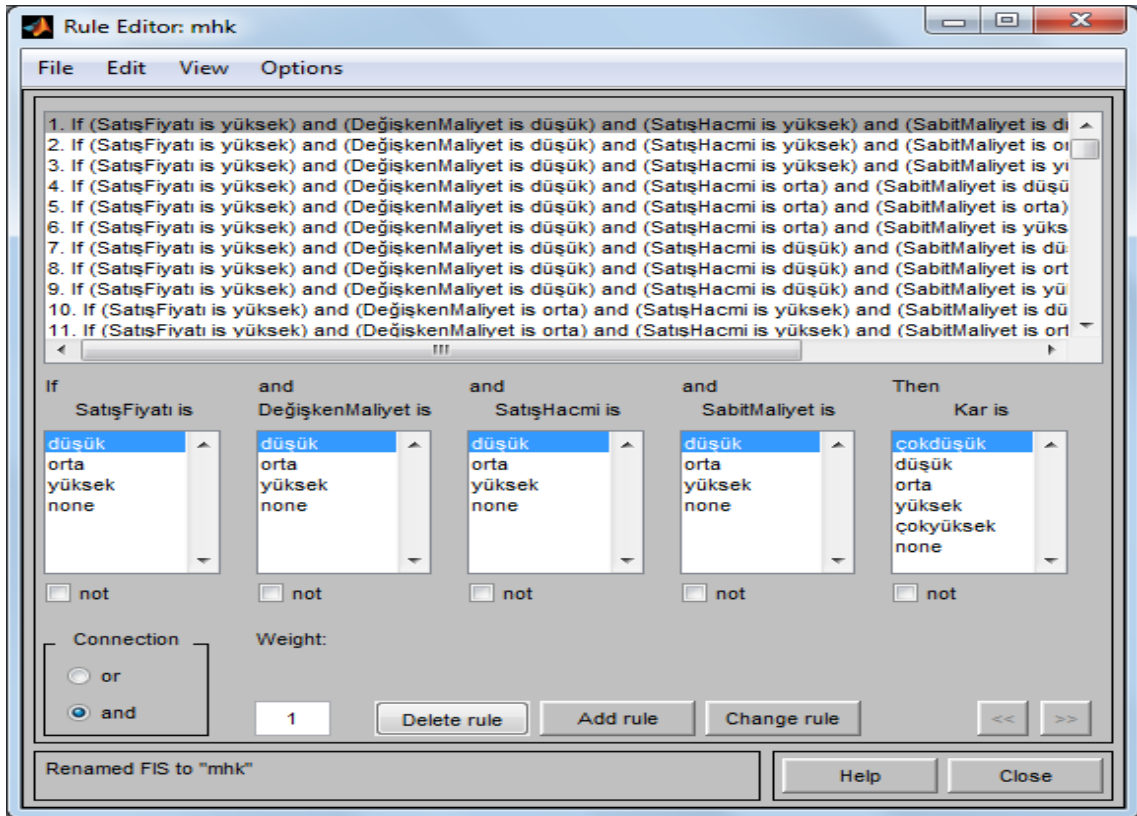 Rule Editor: mhk
File Edit View Options
1. If (SatışFiyatı is yüksek) and (DeğişkenMaliyet is düşük) and (SatışHacmi is yüksek) and (SabitMaliyet is dü
2. If (SatışFiyatı is yüksek) and (DeğişkenMaliyet is düşük) and (SatışHacmi is yüksek) and (SabitMaliyet is or
3. If (SatışFiyatı is yüksek) and (DeğişkenMaliyet is düşük) and (SatışHacmi is yüksek) and (SabitMaliyet is yü
4. If (SatışFiyatı is yüksek) and (DeğişkenMaliyet is düşük) and (SatışHacmi is orta) and (SabitMaliyet is düşü
5. If (SatışFiyatı is yüksek) and (DeğişkenMaliyet is düşük) and (SatışHacmi is orta) and (SabitMaliyet is orta)
6. If (SatışFiyatı is yüksek) and (DeğişkenMaliyet is düşük) and (SatışHacmi is orta) and (SabitMaliyet is yüks
7. If (SatışFiyatı is yüksek) and (DeğişkenMaliyet is düşük) and (SatışHacmi is düşük) and (SabitMaliyet is dü
8. If (SatışFiyatı is yüksek) and (DeğişkenMaliyet is düşük) and (SatışHacmi is düşük) and (SabitMaliyet is ort
9. If (SatışFiyatı is yüksek) and (DeğişkenMaliyet is düşük) and (SatışHacmi is düşük) and (SabitMaliyet is yü
10. If (SatışFiyatı is yüksek) and (DeğişkenMaliyet is orta) and (SatışHacmi is yüksek) and (SabitMaliyet is dü
11. If (SatışFiyatı is yüksek) and (DeğişkenMaliyet is orta) and (SatışHacmi is yüksek) and (SabitMaliyet is ort
If and and and Then
SatışFiyatı is DeğişkenMaliyet is SatışHacmi is SabitMaliyet is Kar is
düşük düşük düşük düşük çokdüşük
orta orta orta orta düşük
yüksek yüksek yüksek yüksek orta
none none none none yüksek
çokyüksek
none
not not not not not
Connection Weight:
or
and 1 Delete rule Add rule Change rule << >>
Renamed FIS to "mhk" Help Close